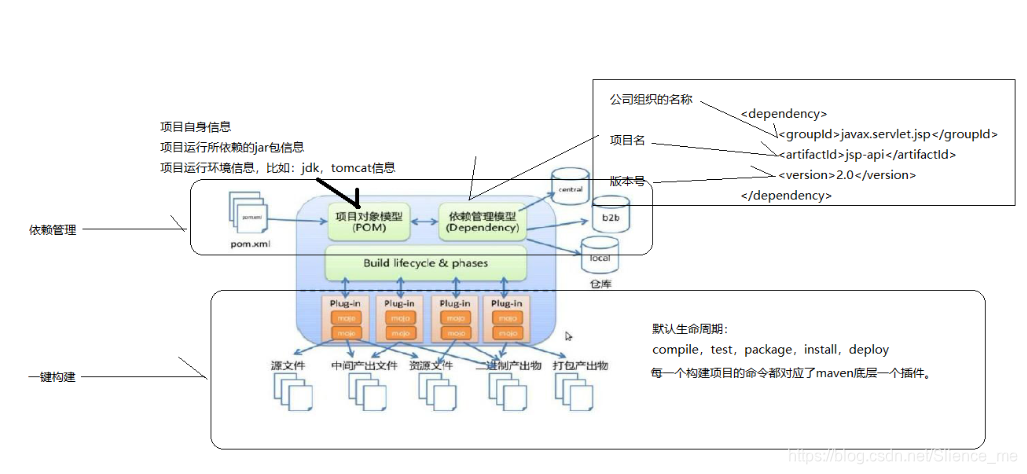 公司组织的名称
<dependency>
<groupId>javax.servlet.jsp</groupId>
项目名
<artifactId>jsp-api</artifactId>
版本号
<version>2.0</version>
</dependency>
项目自身信息
项目运行所依赖的jar包信息
项目运行环境信息，比如：jdk，tomcat信息
依赖管理
pom.xml
项目对象模型
(POM)
依赖管理模型
(Dependency)
central
b2b
local
仓库
Build lifecycle & phases
Plug-in
mojo
mojo
Plug-in
mojo
mojo
Plug-in
mojo
mojo
Plug-in
mojo
mojo
一键构建
源文件
中间产出文件
资源文件
二进制产出物
打包产出物
默认生命周期：
compile，test，package，install，deploy
每一个构建项目的命令都对应了maven底层一个插件。
https://blog.csdn.net/Silence_me